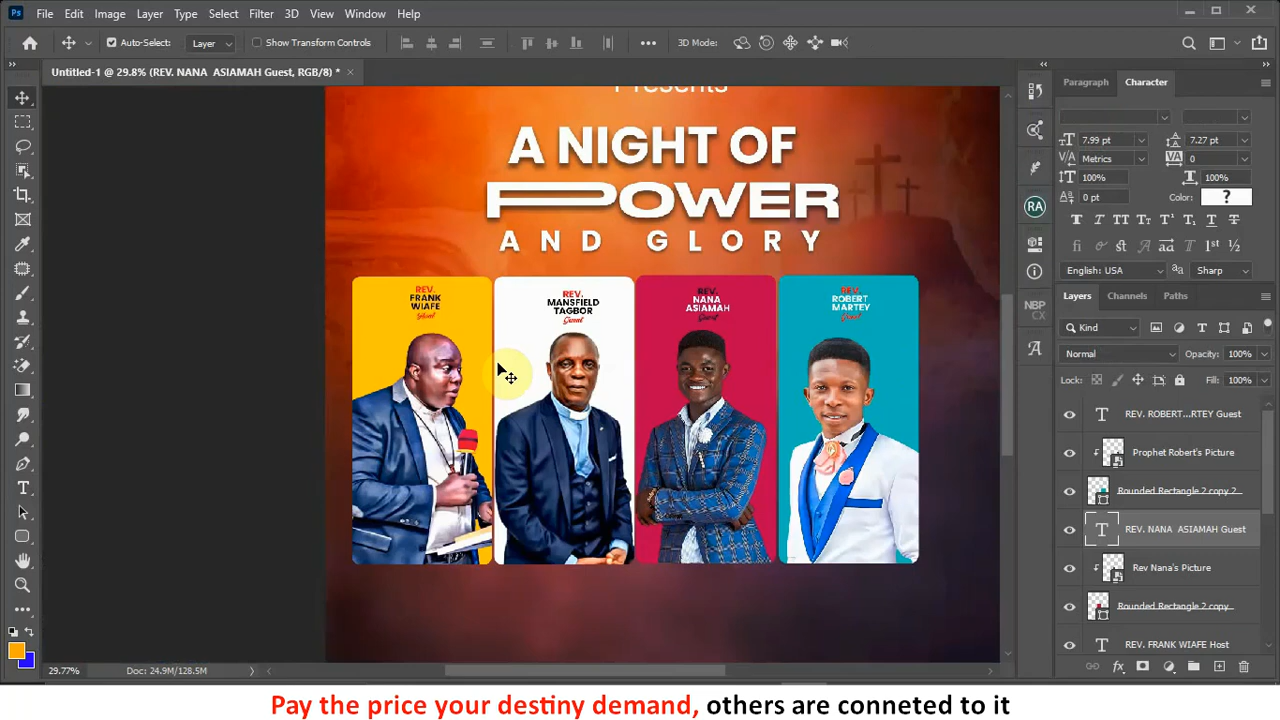 Ps File Edit Image Layer Type Select Filter 3D View Window Help
Auto-Select: Layer Show Transform Controls 3D Mode:
Untitled-1 @ 29.8% (REV. NANA ASIAMAH Guest, RGB/8) *
Presents
A NIGHT OF
POWER
AND GLORY
REV.
FRANK
WIAFE
REV.
MANSFIELD
TAGBOR
Guest
REV.
NANA
ASIAMAH
Guest
REV.
ROBERT
MARTEY
Guest
Paragraph Character
7.99 pt 7.27 pt
Metrics 0
100% 100%
0 pt Color: ?
English: USA Sharp
RA
NBP
CX
Layers Channels Paths
Kind
Normal Opacity: 100%
Lock: Fill: 100%
REV. ROBERT...RTEY Guest
Prophet Robert's Picture
Rounded Rectangle 2 copy 2
REV. NANA ASIAMAH Guest
Rev Nana's Picture
Rounded Rectangle 2 copy
REV. FRANK WIAFE Host
29.77% Doc: 24.9M/128.5M
Pay the price your destiny demand, others are conneted to it